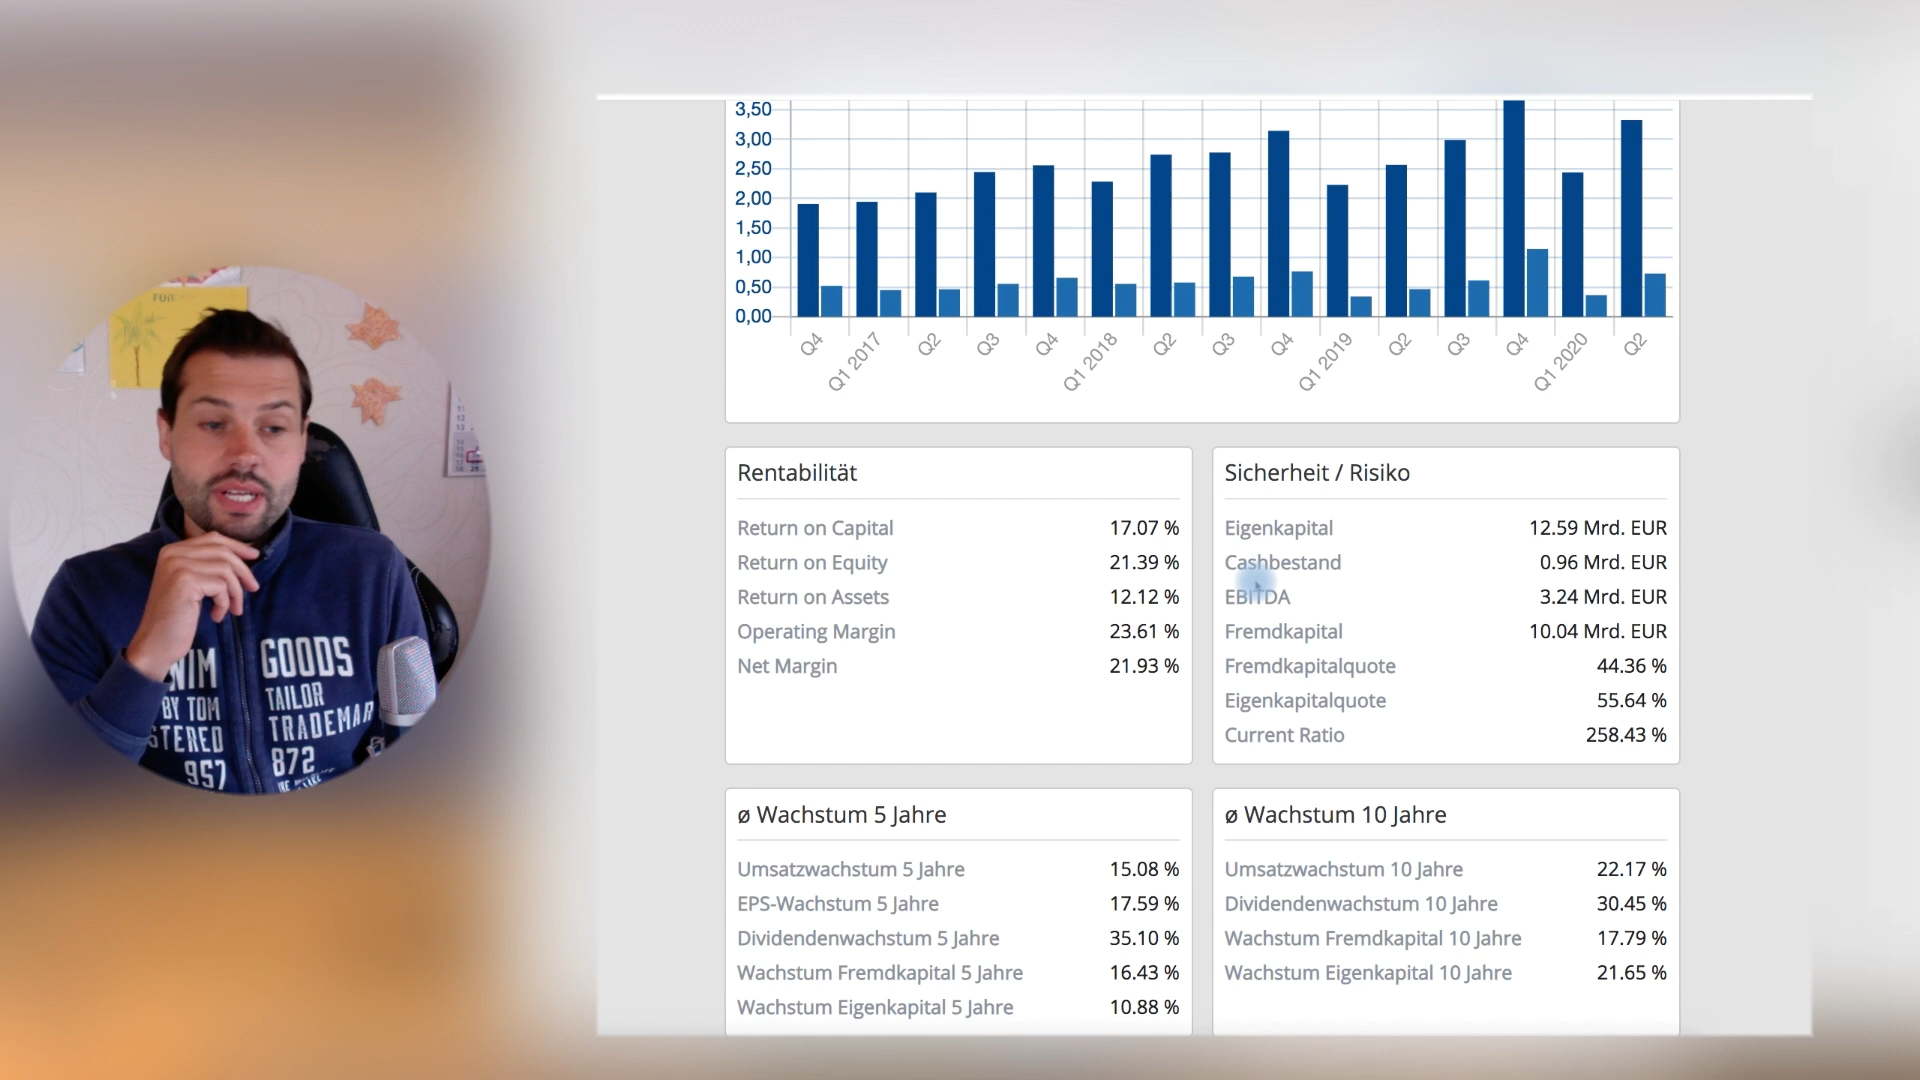 3,50
3,00
2,50
2,00
1,50
1,00
0,50
0,00
Q4
Q1 2017
Q2
Q3
Q4
Q1 2018
Q2
Q3
Q4
Q1 2019
Q2
Q3
Q4
Q1 2020
Q2
Rentabilität
Return on Capital 17.07 %
Return on Equity 21.39 %
Return on Assets 12.12 %
Operating Margin 23.61 %
Net Margin 21.93 %
Sicherheit / Risiko
Eigenkapital 12.59 Mrd. EUR
Cashbestand 0.96 Mrd. EUR
EBITDA 3.24 Mrd. EUR
Fremdkapital 10.04 Mrd. EUR
Fremdkapitalquote 44.36 %
Eigenkapitalquote 55.64 %
Current Ratio 258.43 %
ø Wachstum 5 Jahre
Umsatzwachstum 5 Jahre 15.08 %
EPS-Wachstum 5 Jahre 17.59 %
Dividendenwachstum 5 Jahre 35.10 %
Wachstum Fremdkapital 5 Jahre 16.43 %
Wachstum Eigenkapital 5 Jahre 10.88 %
ø Wachstum 10 Jahre
Umsatzwachstum 10 Jahre 22.17 %
Dividendenwachstum 10 Jahre 30.45 %
Wachstum Fremdkapital 10 Jahre 17.79 %
Wachstum Eigenkapital 10 Jahre 21.65 %
GOODS
BY TOM TAILOR
STERED TRADEMAR
957 872